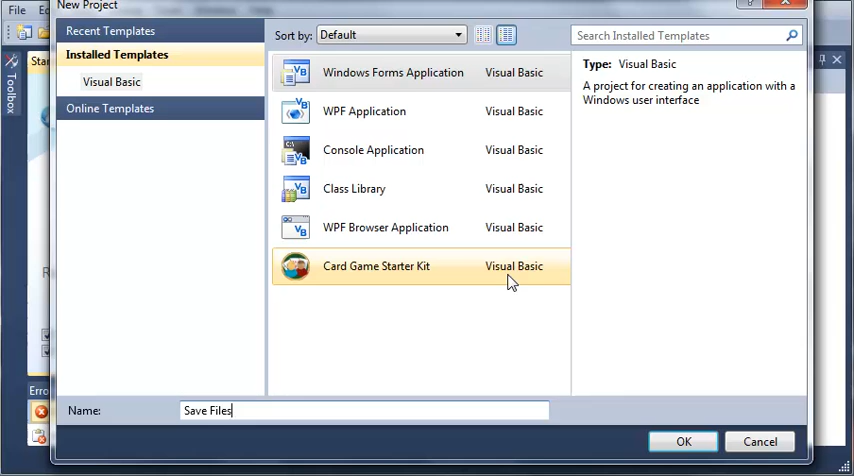 New Project
File
Star
Toolbox
Erro
Recent Templates
Installed Templates
Visual Basic
Online Templates
Sort by: Default
Search Installed Templates
Windows Forms Application Visual Basic
WPF Application Visual Basic
Console Application Visual Basic
Class Library Visual Basic
WPF Browser Application Visual Basic
Card Game Starter Kit Visual Basic
Type: Visual Basic
A project for creating an application with a
Windows user interface
Name: Save Files
OK Cancel